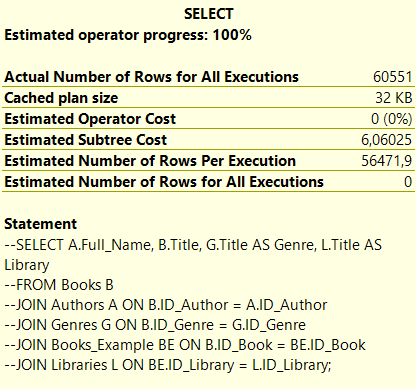 SELECT
Estimated operator progress: 100%
Actual Number of Rows for All Executions 60551
Cached plan size 32 KB
Estimated Operator Cost 0 (0%)
Estimated Subtree Cost 6,06025
Estimated Number of Rows Per Execution 56471,9
Estimated Number of Rows for All Executions 0
Statement
--SELECT A.Full_Name, B.Title, G.Title AS Genre, L.Title AS
Library
--FROM Books B
--JOIN Authors A ON B.ID_Author = A.ID_Author
--JOIN Genres G ON B.ID_Genre = G.ID_Genre
--JOIN Books_Example BE ON B.ID_Book = BE.ID_Book
--JOIN Libraries L ON BE.ID_Library = L.ID_Library;